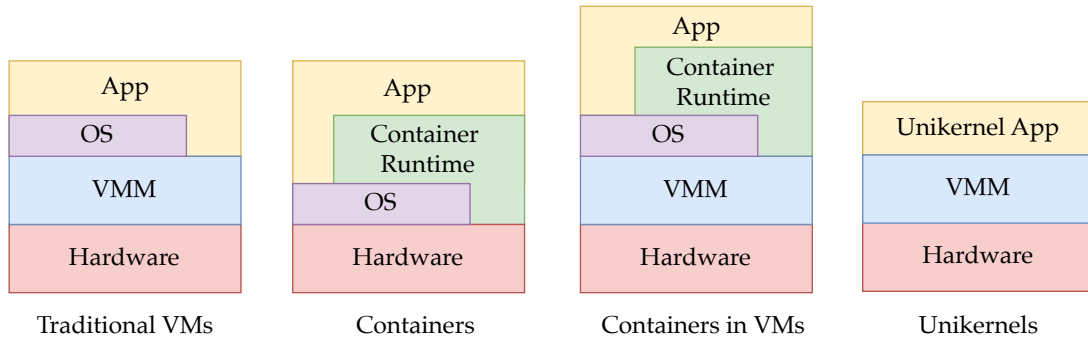 App
OS
VMM
Hardware
Traditional VMs
App
Container
Runtime
OS
Hardware
Containers
App
Container
Runtime
OS
VMM
Hardware
Containers in VMs
Unikernel App
VMM
Hardware
Unikernels